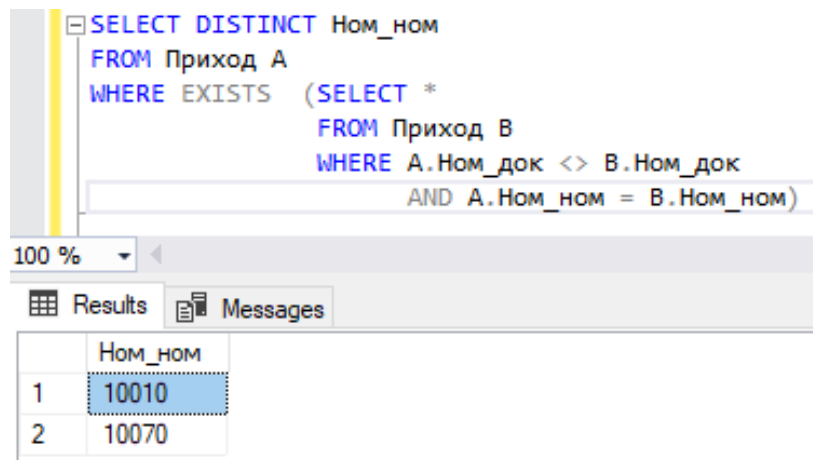 SELECT DISTINCT Ном_ном
FROM Приход A
WHERE EXISTS (SELECT *
FROM Приход B
WHERE A.Ном_док <> B.Ном_док
AND A.Ном_ном = B.Ном_ном)
100 %
Results Messages
Ном_ном
1 10010
2 10070